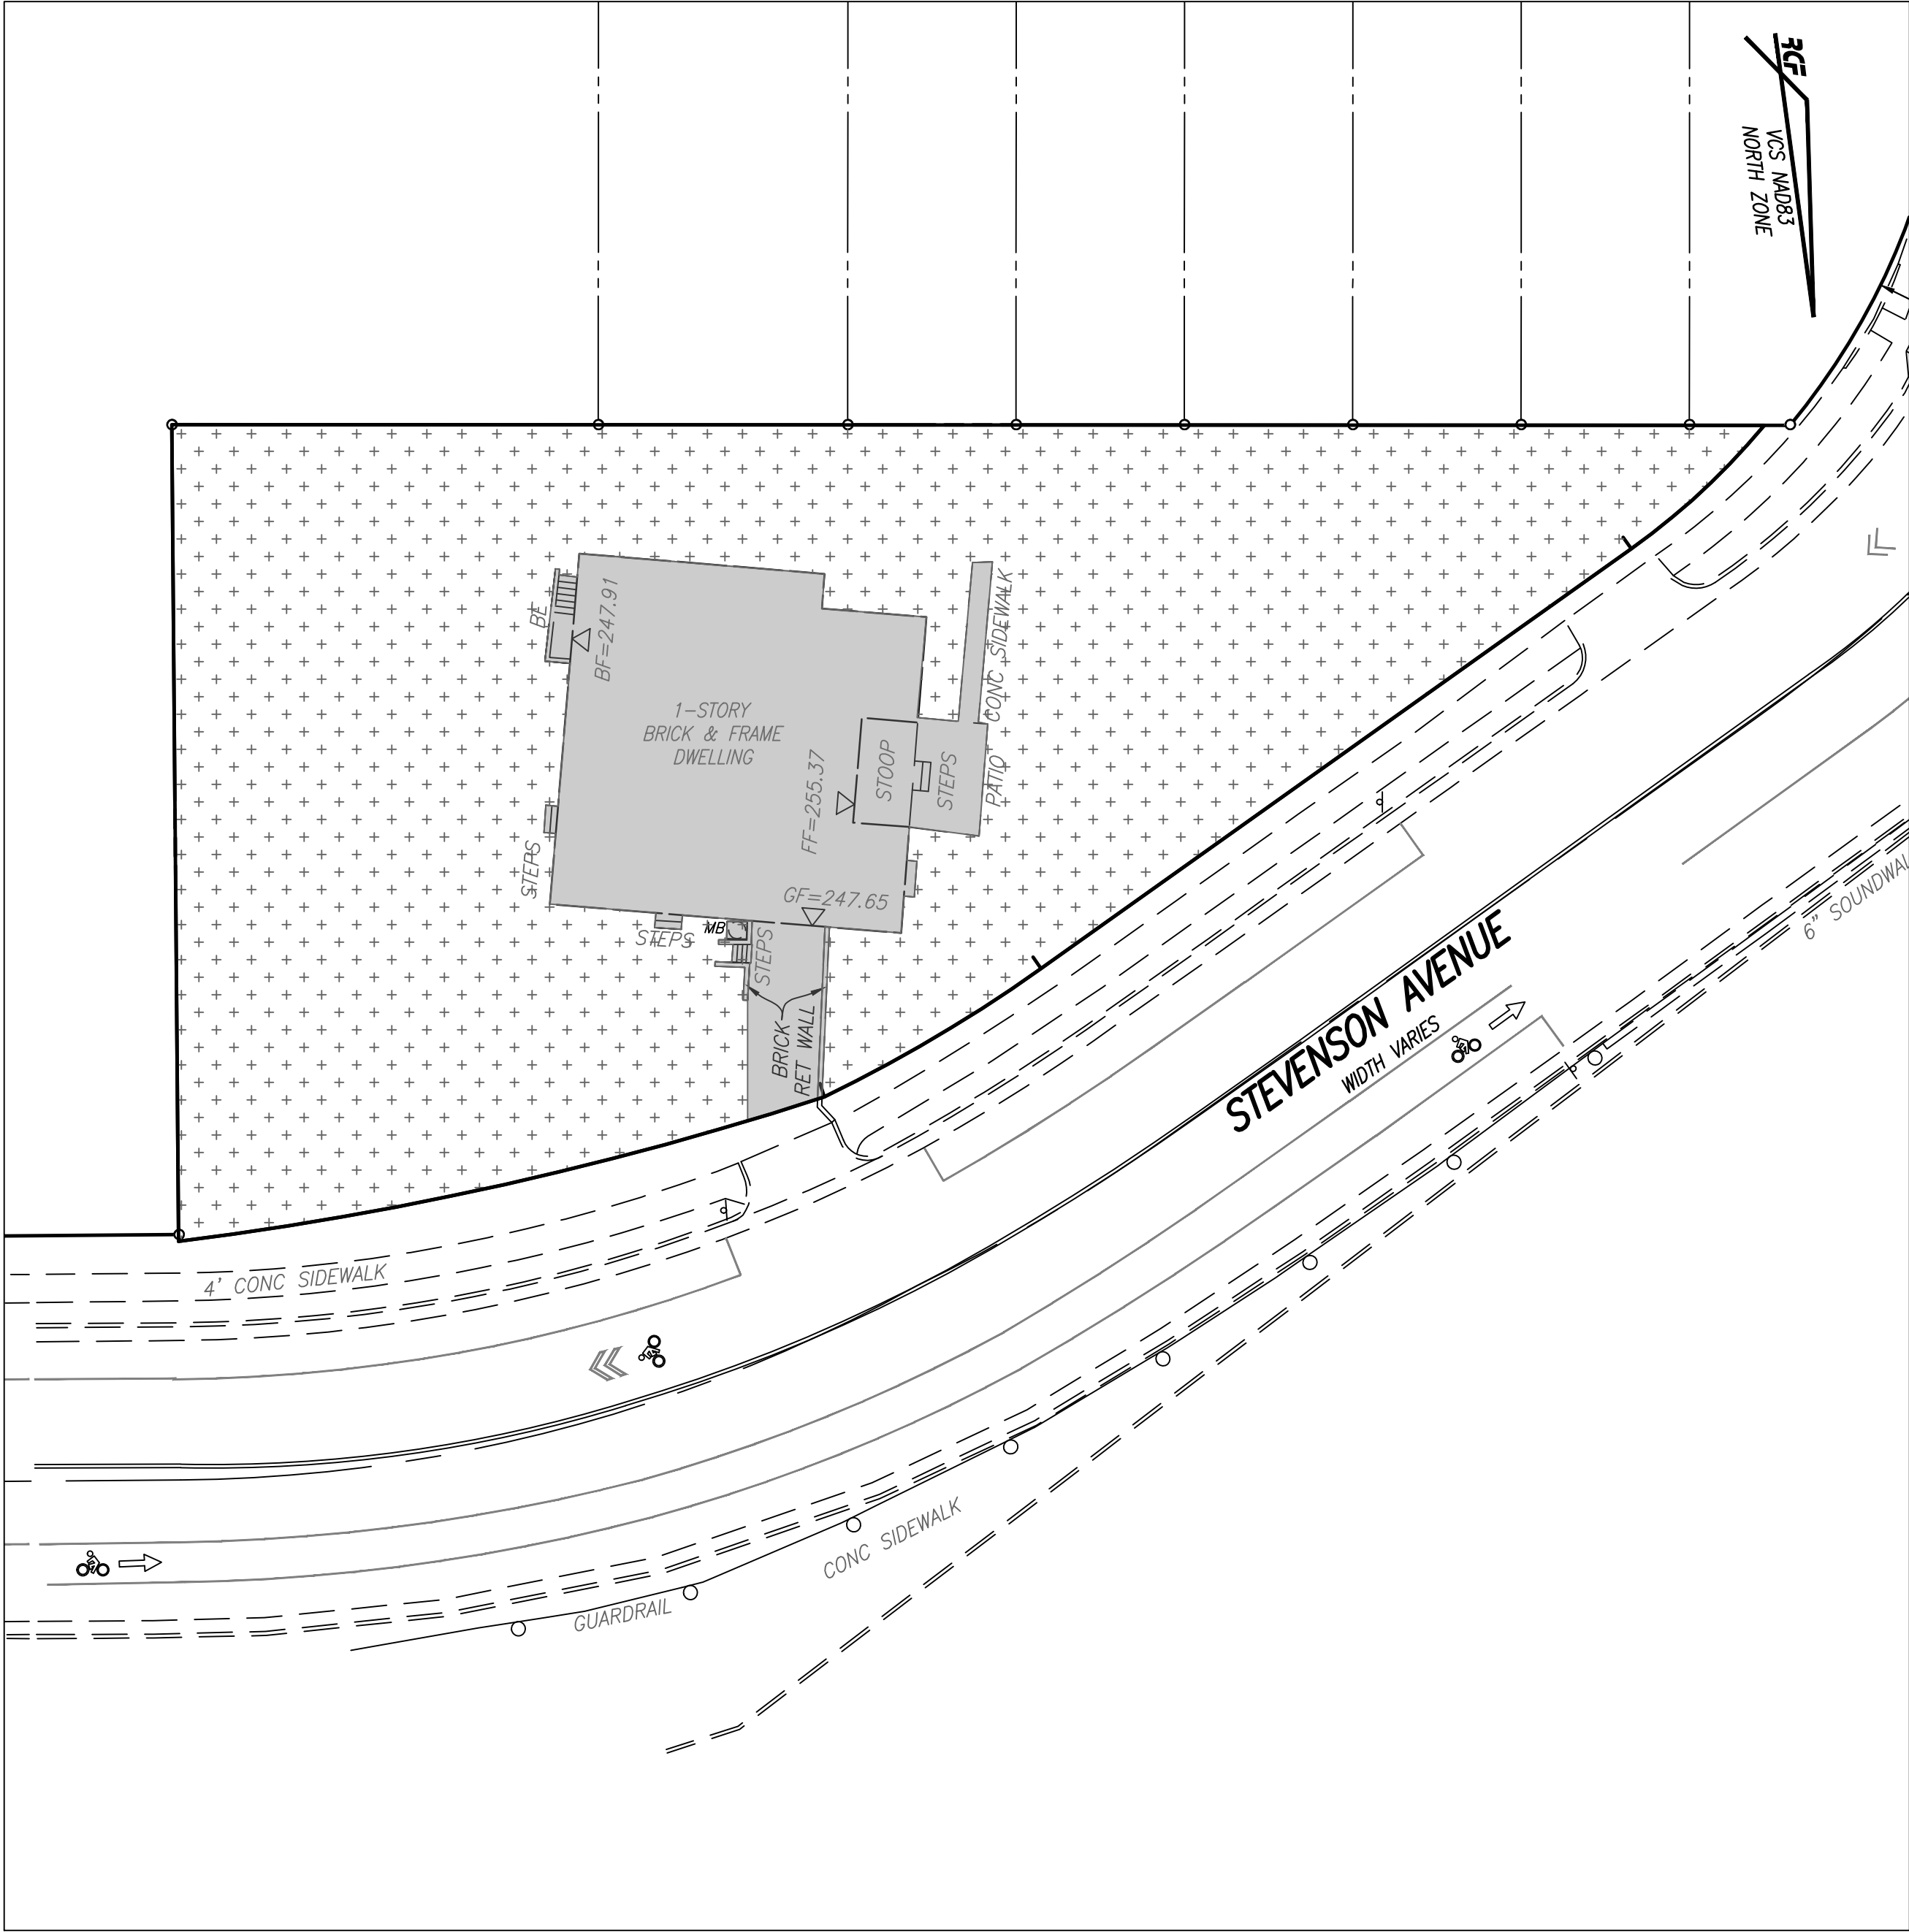 RCF
VCS NAD83
NORTH ZONE
BE
BF=247.91
CONC SIDEWALK
1-STORY
BRICK & FRAME
DWELLING
FF=255.37
STOOP
STEPS
PATIO
STEPS
GF=247.65
STEPS
MB
STEPS
BRICK
RET WALL
6" SOUNDWAL
STEVENSON AVENUE
WIDTH VARIES
4' CONC SIDEWALK
CONC SIDEWALK
GUARDRAIL